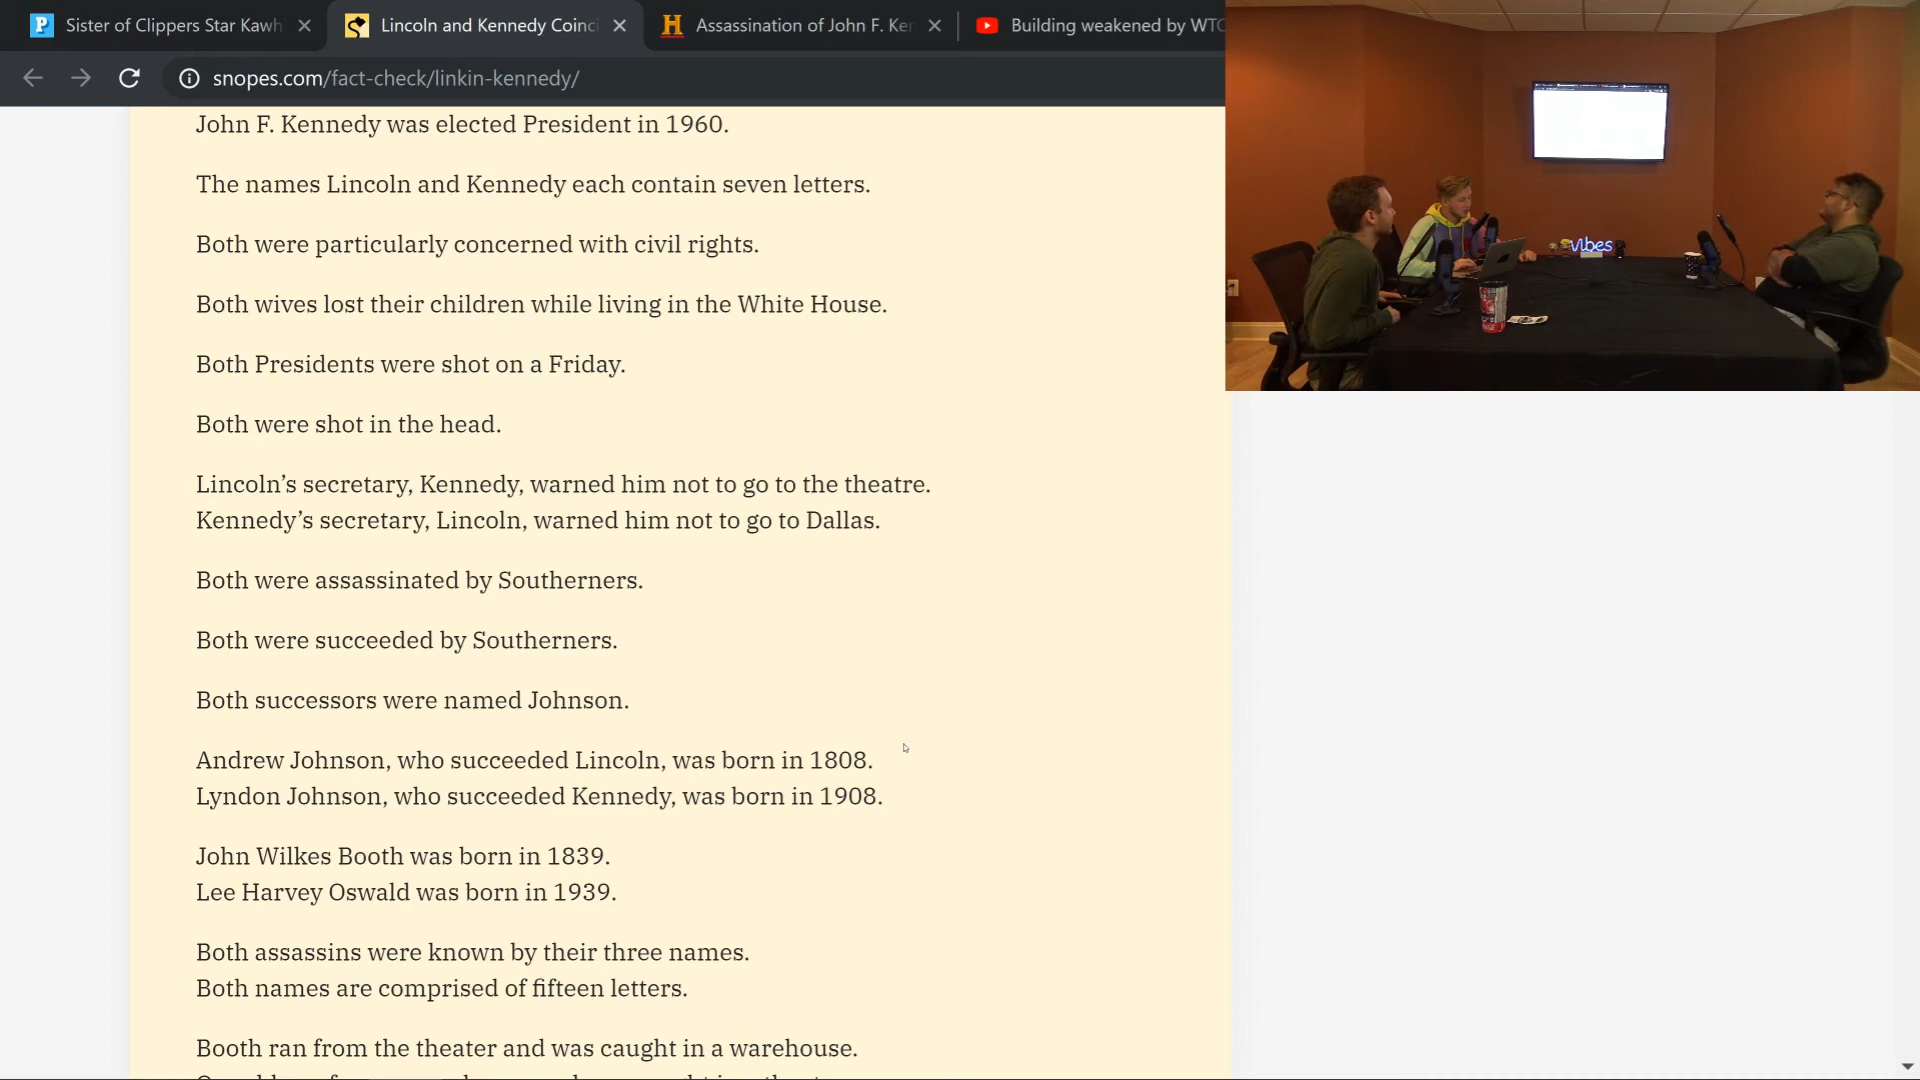 Sister of Clippers Star Kawh
Lincoln and Kennedy Coinci
Assassination of John F. Ken
Building weakened by WTC
snopes.com/fact-check/linkin-kennedy/
John F. Kennedy was elected President in 1960.
The names Lincoln and Kennedy each contain seven letters.
Both were particularly concerned with civil rights.
Both wives lost their children while living in the White House.
Both Presidents were shot on a Friday.
Both were shot in the head.
Lincoln’s secretary, Kennedy, warned him not to go to the theatre.
Kennedy’s secretary, Lincoln, warned him not to go to Dallas.
Both were assassinated by Southerners.
Both were succeeded by Southerners.
Both successors were named Johnson.
Andrew Johnson, who succeeded Lincoln, was born in 1808.
Lyndon Johnson, who succeeded Kennedy, was born in 1908.
John Wilkes Booth was born in 1839.
Lee Harvey Oswald was born in 1939.
Both assassins were known by their three names.
Both names are comprised of fifteen letters.
Booth ran from the theater and was caught in a warehouse.
vibes